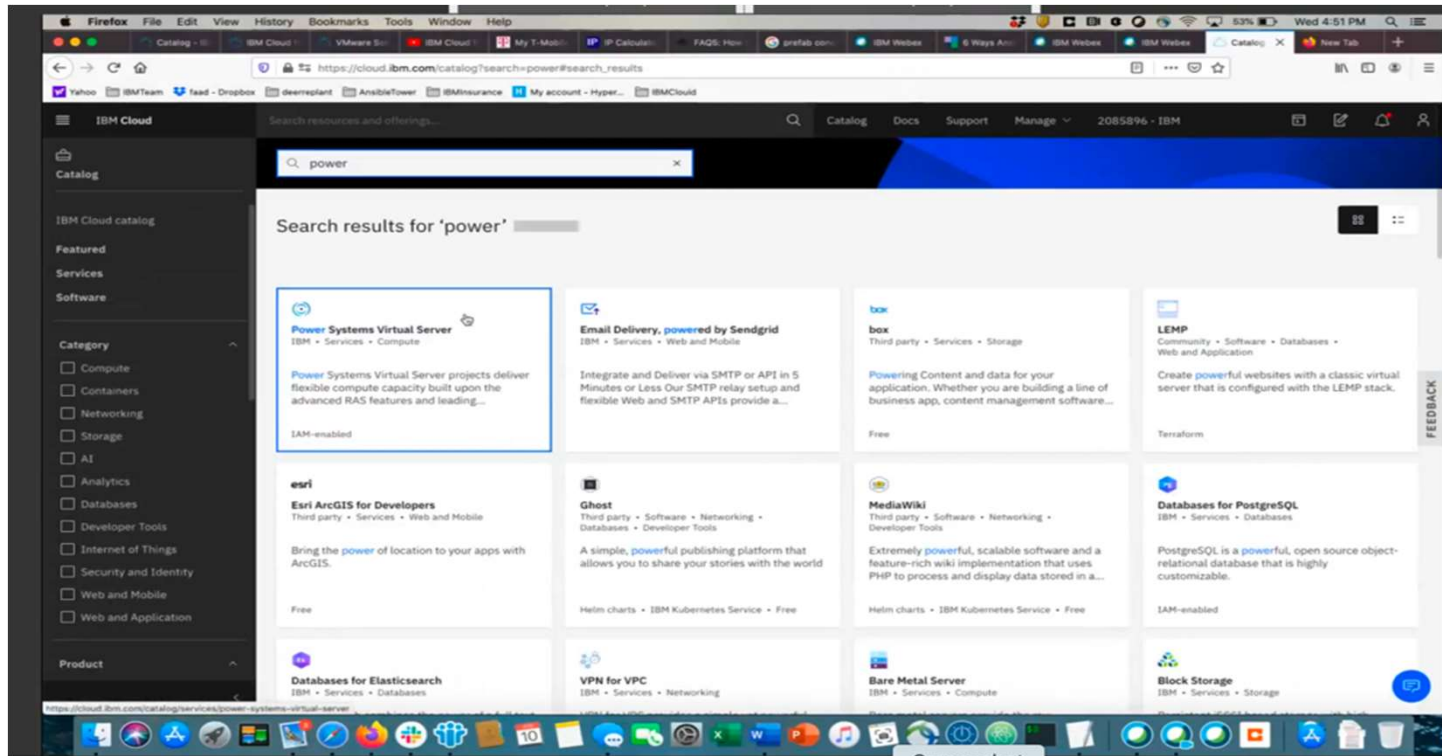 Firefox File Edit View History Bookmarks Tools Window Help
53% Wed 4:51 PM
Catalog - IBM Cloud VMware IBM Cloud My T-Mobil IP Calculat FAQS: How prefab con IBM Webex 6 Ways IBM Webex IBM Webex Catalog New Tab
https://cloud.ibm.com/catalog?search=power#search_results
Yahoo IBMTeam faad - Dropbox deerreplant AnsibleTower IBMInsurance My account - Hyper... IBMClouid
IBM Cloud
Search resources and offerings...
Catalog Docs Support Manage 2085896 - IBM
Catalog
IBM Cloud catalog
Featured
Services
Software
Category
Compute
Containers
Networking
Storage
AI
Analytics
Databases
Developer Tools
Internet of Things
Security and Identity
Web and Mobile
Web and Application
Product
power
Search results for ‘power’
Power Systems Virtual Server
IBM • Services • Compute
Power Systems Virtual Server projects deliver
flexible compute capacity built upon the
advanced RAS features and leading...
IAM-enabled
Email Delivery, powered by Sendgrid
IBM • Services • Web and Mobile
Integrate and Deliver via SMTP or API in 5
Minutes or Less Our SMTP relay setup and
flexible Web and SMTP APIs provide a...
box
box
Third party • Services • Storage
Powering Content and data for your
application. Whether you are building a line of
business app, content management software...
Free
LEMP
Community • Software • Databases •
Web and Application
Create powerful websites with a classic virtual
server that is configured with the LEMP stack.
Terraform
esri
Esri ArcGIS for Developers
Third party • Services • Web and Mobile
Bring the power of location to your apps with
ArcGIS.
Free
Ghost
Third party • Software • Networking •
Databases • Developer Tools
A simple, powerful publishing platform that
allows you to share your stories with the world
Helm charts • IBM Kubernetes Service • Free
MediaWiki
Third party • Software • Networking •
Developer Tools
Extremely powerful, scalable software and a
feature-rich wiki implementation that uses
PHP to process and display data stored in a...
Helm charts • IBM Kubernetes Service • Free
Databases for PostgreSQL
IBM • Services • Databases
PostgreSQL is a powerful, open source object-
relational database that is highly
customizable.
IAM-enabled
Databases for Elasticsearch
IBM • Services • Databases
VPN for VPC
IBM • Services • Networking
Bare Metal Server
IBM • Services • Compute
Block Storage
IBM • Services • Storage
FEEDBACK
https://cloud.ibm.com/catalog/services/power-systems-virtual-server
10